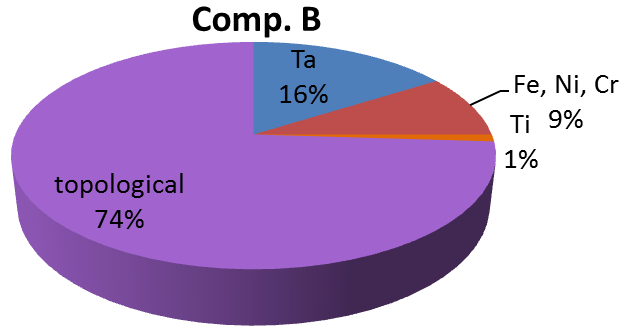 Comp. B
Ta
16%
Fe, Ni, Cr
9%
Ti
1%
topological
74%